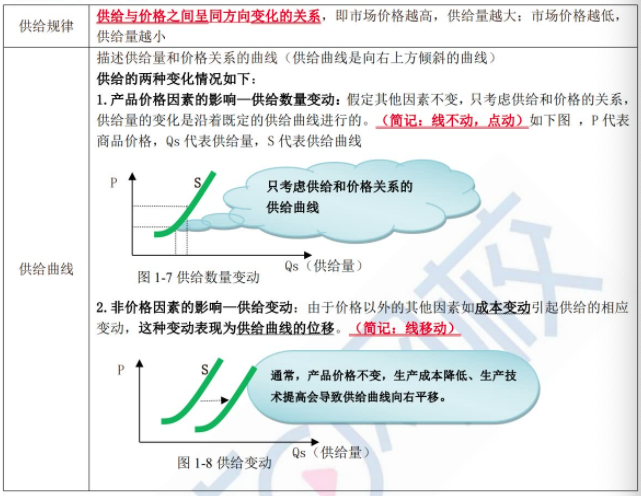 供给规律
供给与价格之间呈同方向变化的关系，即市场价格越高，供给量越大；市场价格越低，
供给量越小
供给曲线
描述供给量和价格关系的曲线（供给曲线是向右上方倾斜的曲线）
供给的两种变化情况如下：
1. 产品价格因素的影响—供给数量变动：假定其他因素不变，只考虑供给和价格的关系，
供给量的变化是沿着既定的供给曲线进行的。（简记：线不动，点动）如下图，P 代表
商品价格，Qs 代表供给量，S 代表供给曲线
P
S
只考虑供给和价格关系的
供给曲线
Qs（供给量）
图 1-7 供给数量变动
2. 非价格因素的影响—供给变动：由于价格以外的其他因素如成本变动引起供给的相应
变动，这种变动表现为供给曲线的位移。（简记：线移动）
P
S
通常，产品价格不变，生产成本降低、生产技
术提高会导致供给曲线向右平移。
Qs（供给量）
图 1-8 供给变动